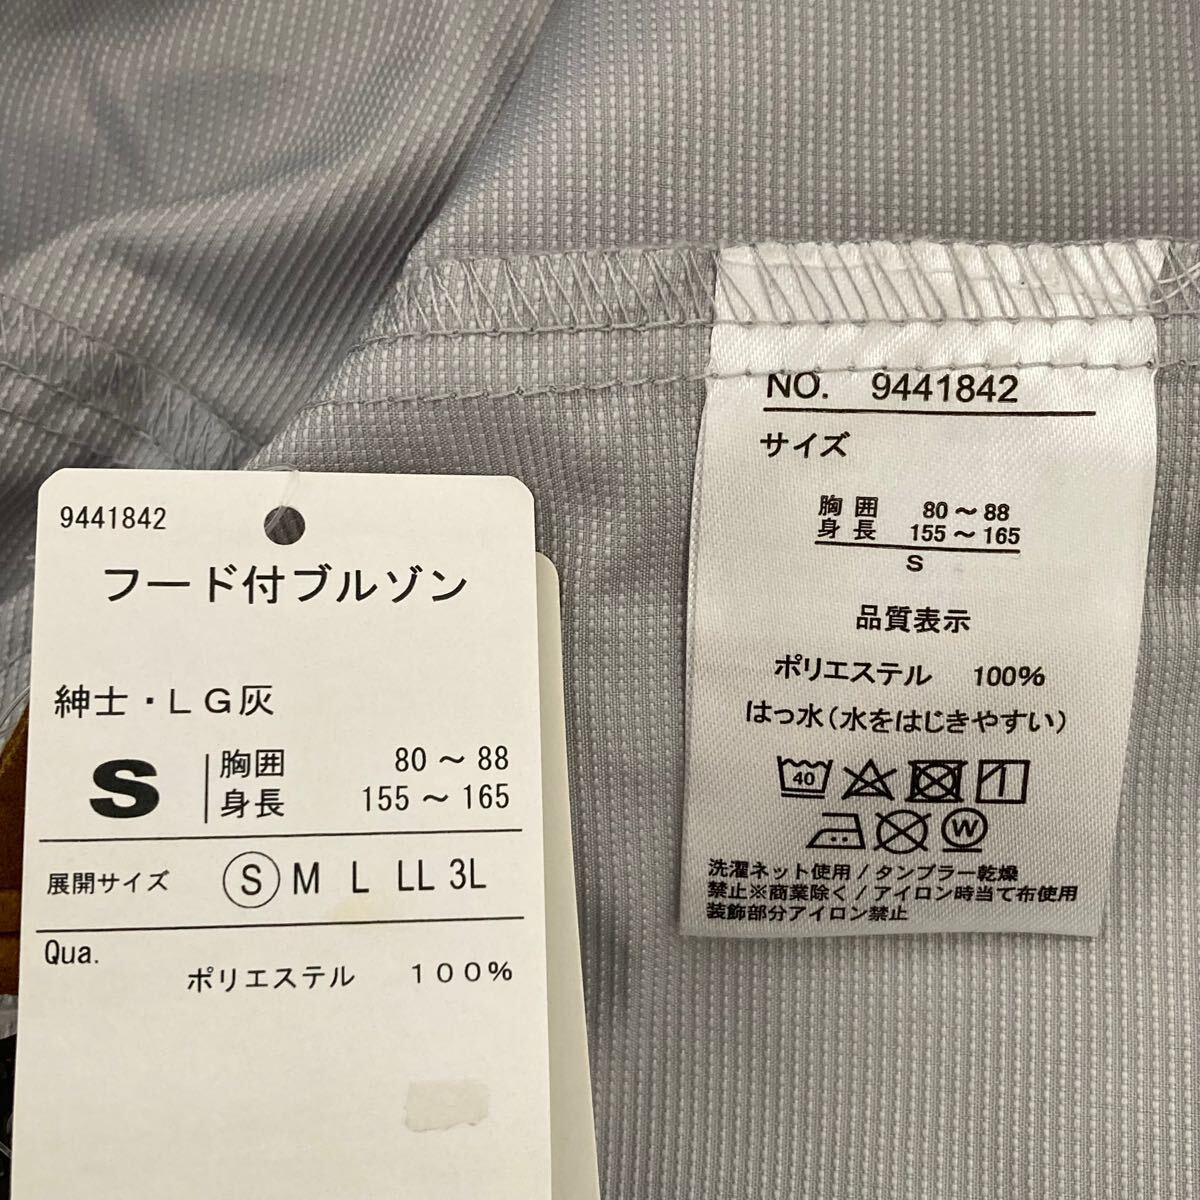 9441842
フード付ブルゾン
紳士・LG灰
S
胸囲 80～88
身長 155～165
展開サイズ S M L LL 3L
Qua.
ポリエステル 100%
NO. 9441842
サイズ
胸囲 80～88
身長 155～165
S
品質表示
ポリエステル 100%
はっ水(水をはじきやすい)
40
W
洗濯ネット使用/タンブラー乾燥
禁止※商業除く/アイロン時当て布使用
装飾部分アイロン禁止